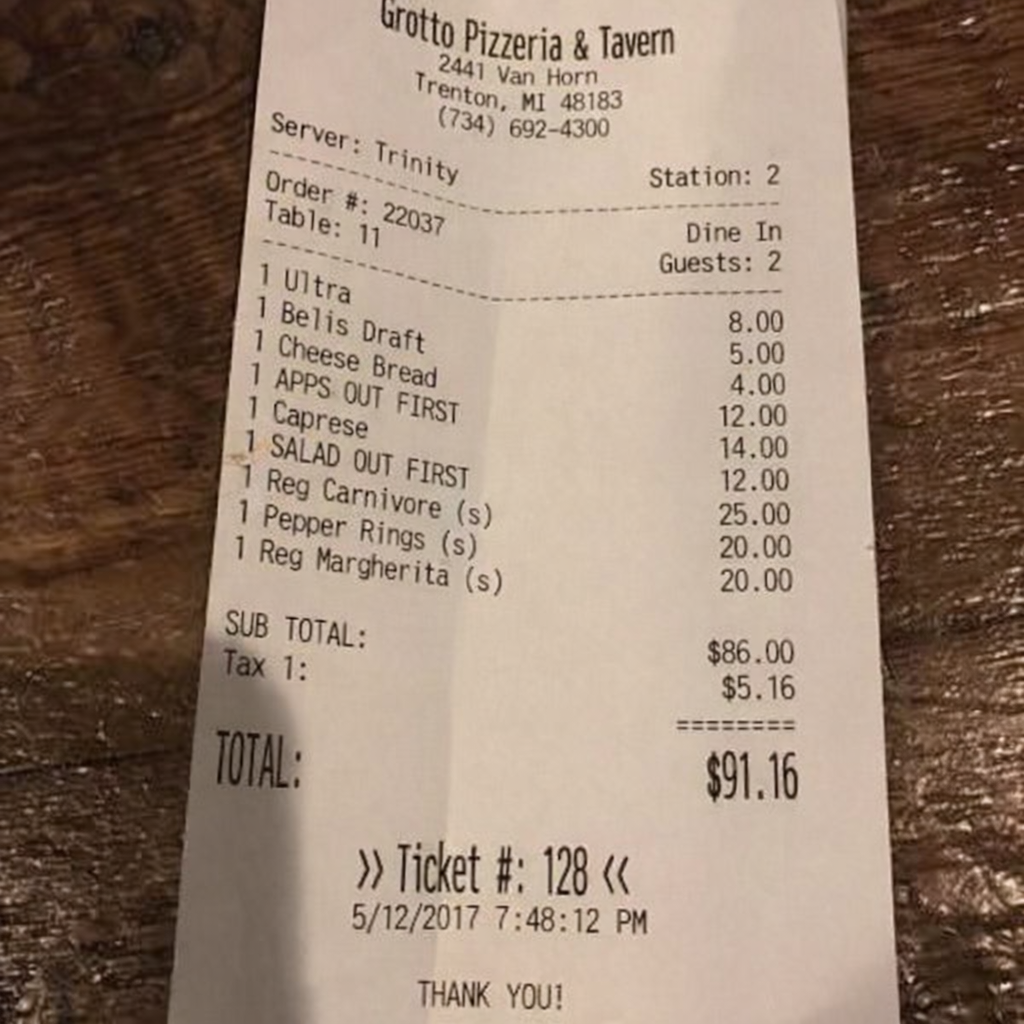 Grotto Pizzeria & Tavern
2441 Van Horn
Trenton, MI 48183
(734) 692-4300
Server: Trinity Station: 2
Order #: 22037 Dine In
Table: 11 Guests: 2
1 Ultra 8.00
1 Belis Draft 5.00
1 Cheese Bread 4.00
1 APPS OUT FIRST 12.00
1 Caprese 14.00
1 SALAD OUT FIRST 12.00
1 Reg Carnivore (s) 25.00
1 Pepper Rings (s) 20.00
1 Reg Margherita (s) 20.00
SUB TOTAL: $86.00
Tax 1: $5.16
========
TOTAL: $91.16
>> Ticket #: 128 <<
5/12/2017 7:48:12 PM
THANK YOU!